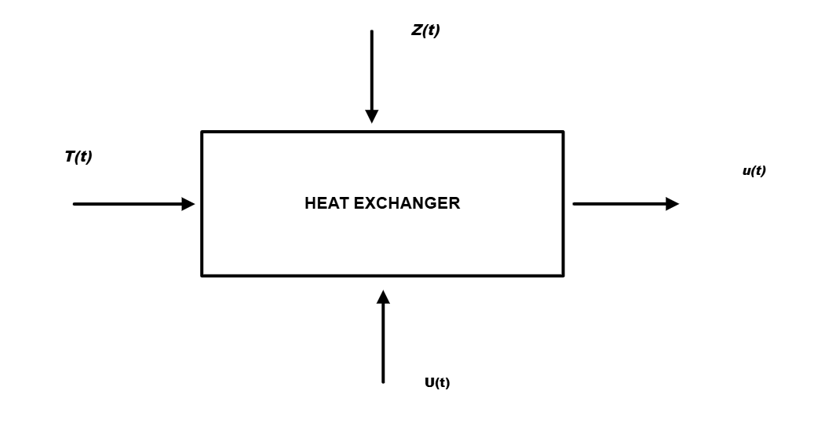 Z(t)
T(t)
u(t)
HEAT EXCHANGER
U(t)